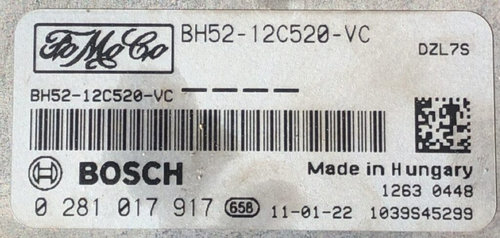 FoMoCo BH52-12C520-VC
DZL7S
BH52-12C520-VC
BOSCH Made in Hungary
1263 0448
0 281 017 917 658 11-01-22 1039S45299